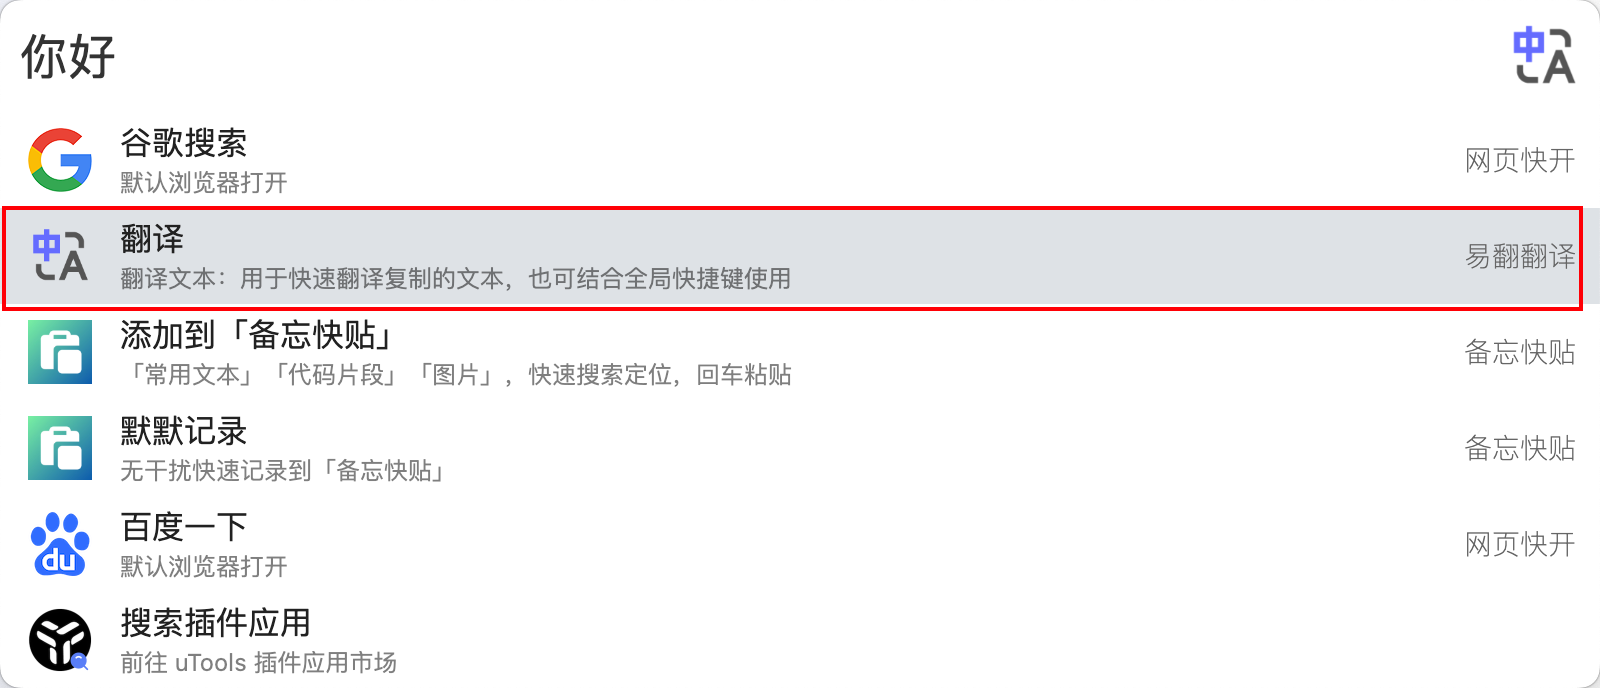 你好
谷歌搜索
默认浏览器打开
网页快开
翻译
翻译文本：用于快速翻译复制的文本，也可结合全局快捷键使用
易翻翻译
添加到「备忘快贴」
「常用文本」「代码片段」「图片」，快速搜索定位，回车粘贴
备忘快贴
默默记录
无干扰快速记录到「备忘快贴」
备忘快贴
百度一下
默认浏览器打开
网页快开
搜索插件应用
前往 uTools 插件应用市场
中
A
中
A
du